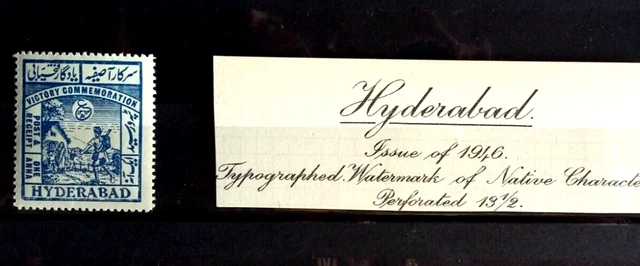 سرکار آصفیہ یادگار فتحیابی
VICTORY COMMEMORATION
POST & RECEIPT
ONE ANNA
HYDERABAD
Hyderabad.
Issue of 1946.
Typographed. Watermark of Native Characte
Perforated 13½.